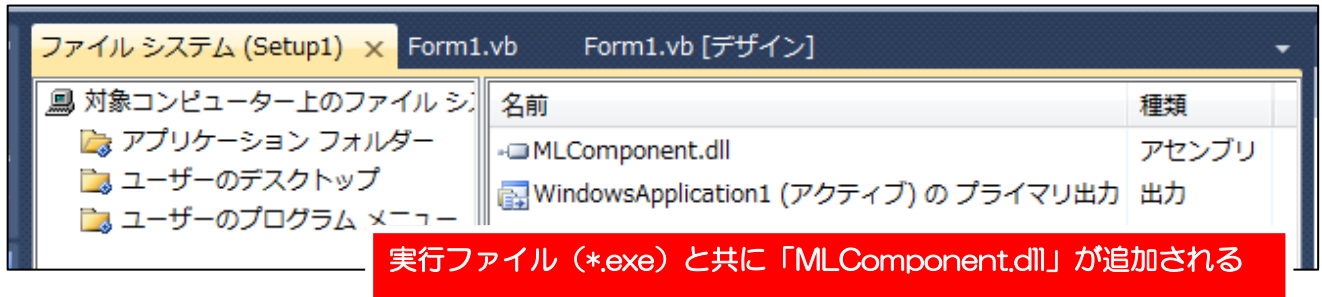 ファイル システム (Setup1) × Form1.vb Form1.vb [デザイン]
対象コンピューター上のファイル シ
アプリケーション フォルダー
ユーザーのデスクトップ
ユーザーのプログラム メニュー
名前 種類
MLComponent.dll アセンブリ
WindowsApplication1 (アクティブ) の プライマリ出力 出力
実行ファイル（*.exe）と共に「MLComponent.dll」が追加される